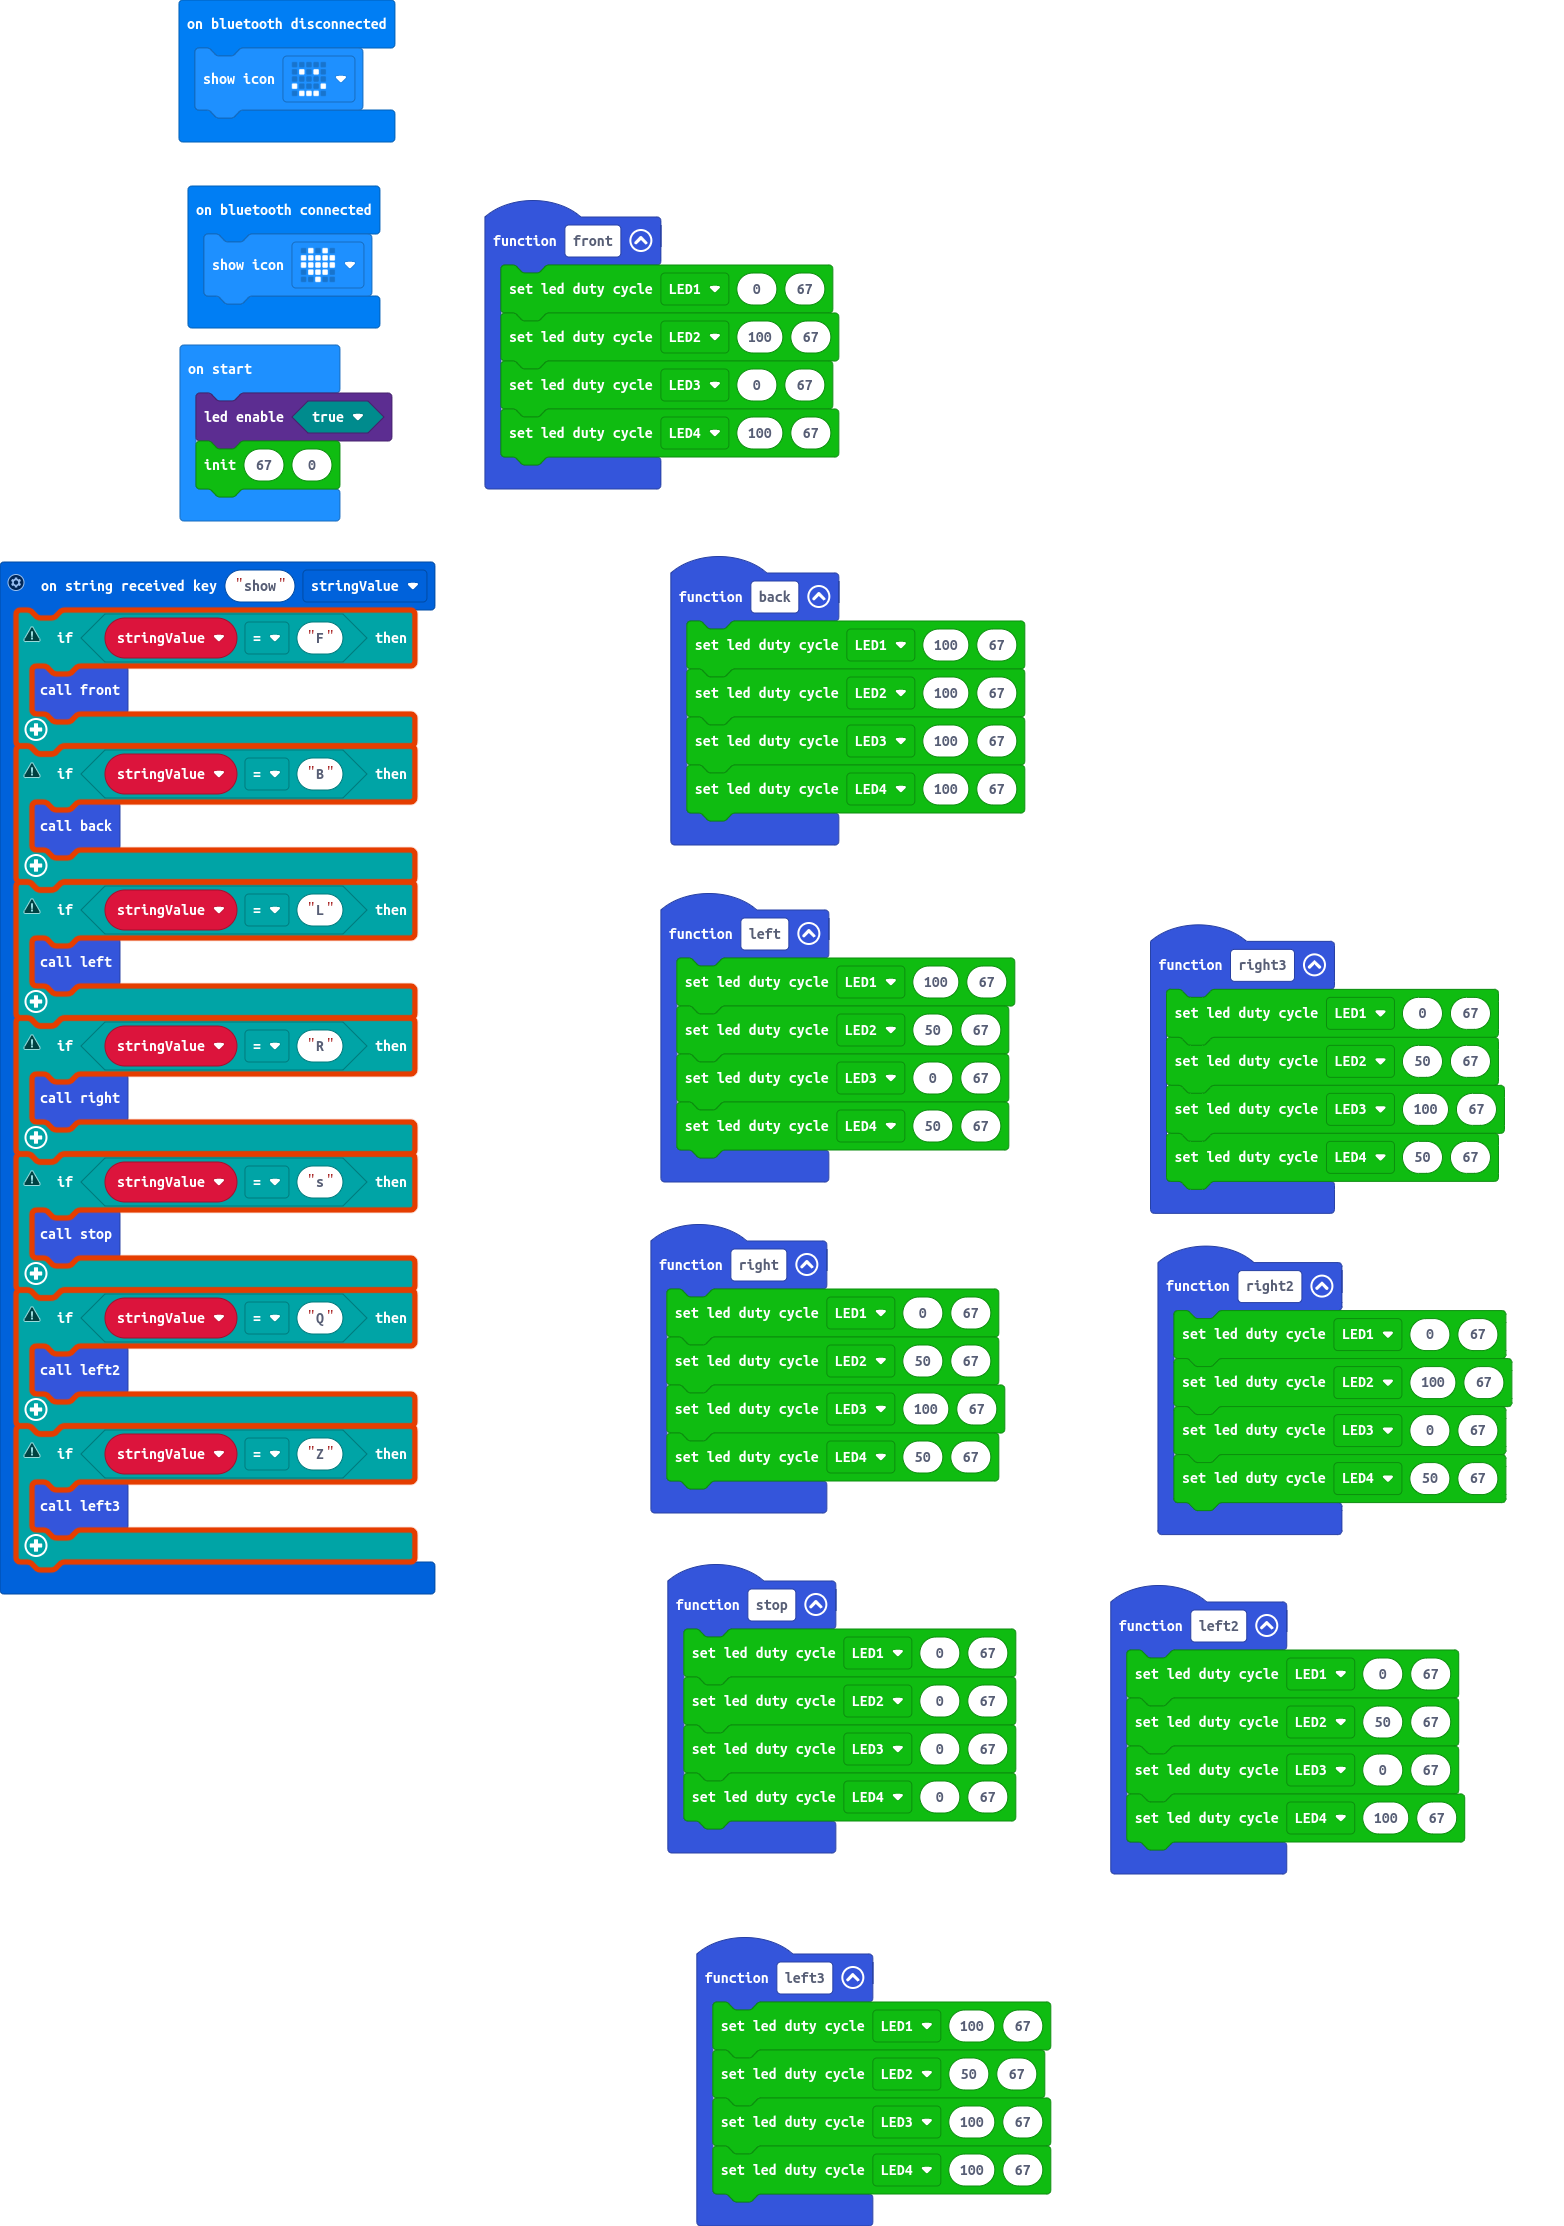 on bluetooth disconnected
show icon
on bluetooth connected
show icon
on start
led enable true
init 67 0
function front
set led duty cycle LED1 0 67
set led duty cycle LED2 100 67
set led duty cycle LED3 0 67
set led duty cycle LED4 100 67
on string received key "show" stringValue
if stringValue = "F" then
call front
if stringValue = "B" then
call back
if stringValue = "L" then
call left
if stringValue = "R" then
call right
if stringValue = "s" then
call stop
if stringValue = "Q" then
call left2
if stringValue = "Z" then
call left3
function back
set led duty cycle LED1 100 67
set led duty cycle LED2 100 67
set led duty cycle LED3 100 67
set led duty cycle LED4 100 67
function left
set led duty cycle LED1 100 67
set led duty cycle LED2 50 67
set led duty cycle LED3 0 67
set led duty cycle LED4 50 67
function right
set led duty cycle LED1 0 67
set led duty cycle LED2 50 67
set led duty cycle LED3 100 67
set led duty cycle LED4 50 67
function stop
set led duty cycle LED1 0 67
set led duty cycle LED2 0 67
set led duty cycle LED3 0 67
set led duty cycle LED4 0 67
function left3
set led duty cycle LED1 100 67
set led duty cycle LED2 50 67
set led duty cycle LED3 100 67
set led duty cycle LED4 100 67
function right3
set led duty cycle LED1 0 67
set led duty cycle LED2 50 67
set led duty cycle LED3 100 67
set led duty cycle LED4 50 67
function right2
set led duty cycle LED1 0 67
set led duty cycle LED2 100 67
set led duty cycle LED3 0 67
set led duty cycle LED4 50 67
function left2
set led duty cycle LED1 0 67
set led duty cycle LED2 50 67
set led duty cycle LED3 0 67
set led duty cycle LED4 100 67